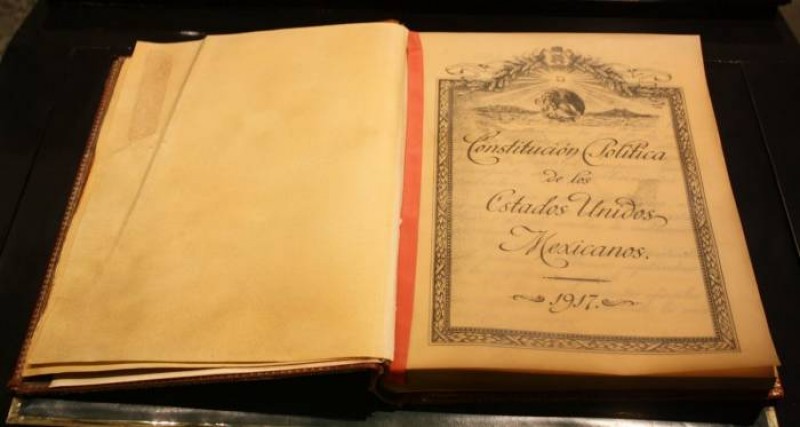 Constitución Política
de los
Estados Unidos
Mexicanos.
1917.